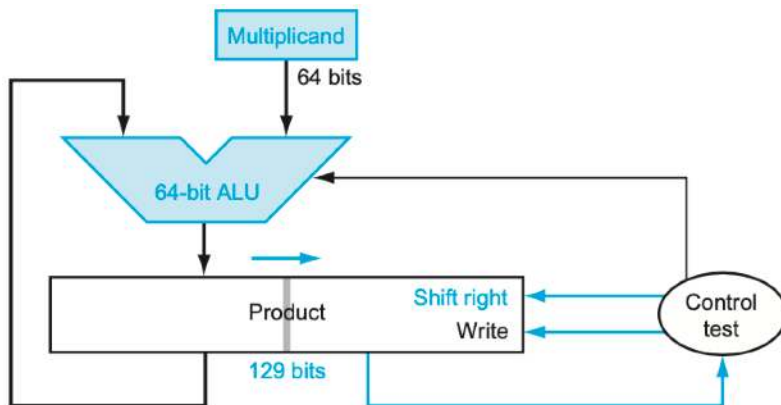 Multiplicand
64 bits
64-bit ALU
Product
Shift right
Write
Control
test
129 bits